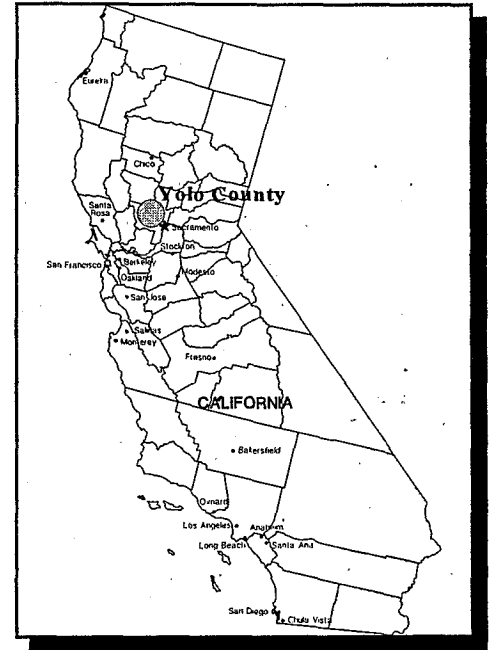 Eureka
Chico
Yolo County
Santa
Rosa
Sacramento
Stockton
San Francisco
Berkeley
Oakland
Modesto
San Jose
Salinas
Monterey
Fresno
CALIFORNIA
Bakersfield
Oxnard
Los Angeles
Anaheim
Long Beach
Santa Ana
San Diego
Chula Vista